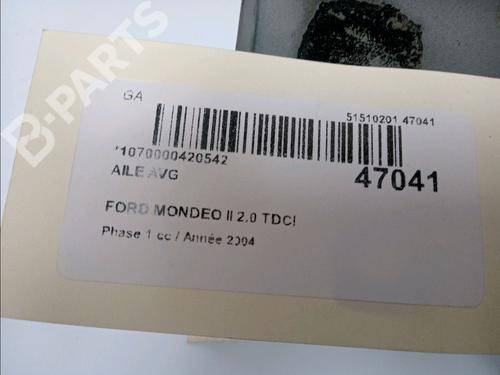 B-PARTS
GA
51510201 47041
*1070000420542
47041
AILE AVG
FORD MONDEO II 2.0 TDCI
Phase 1 cc / Année 2004